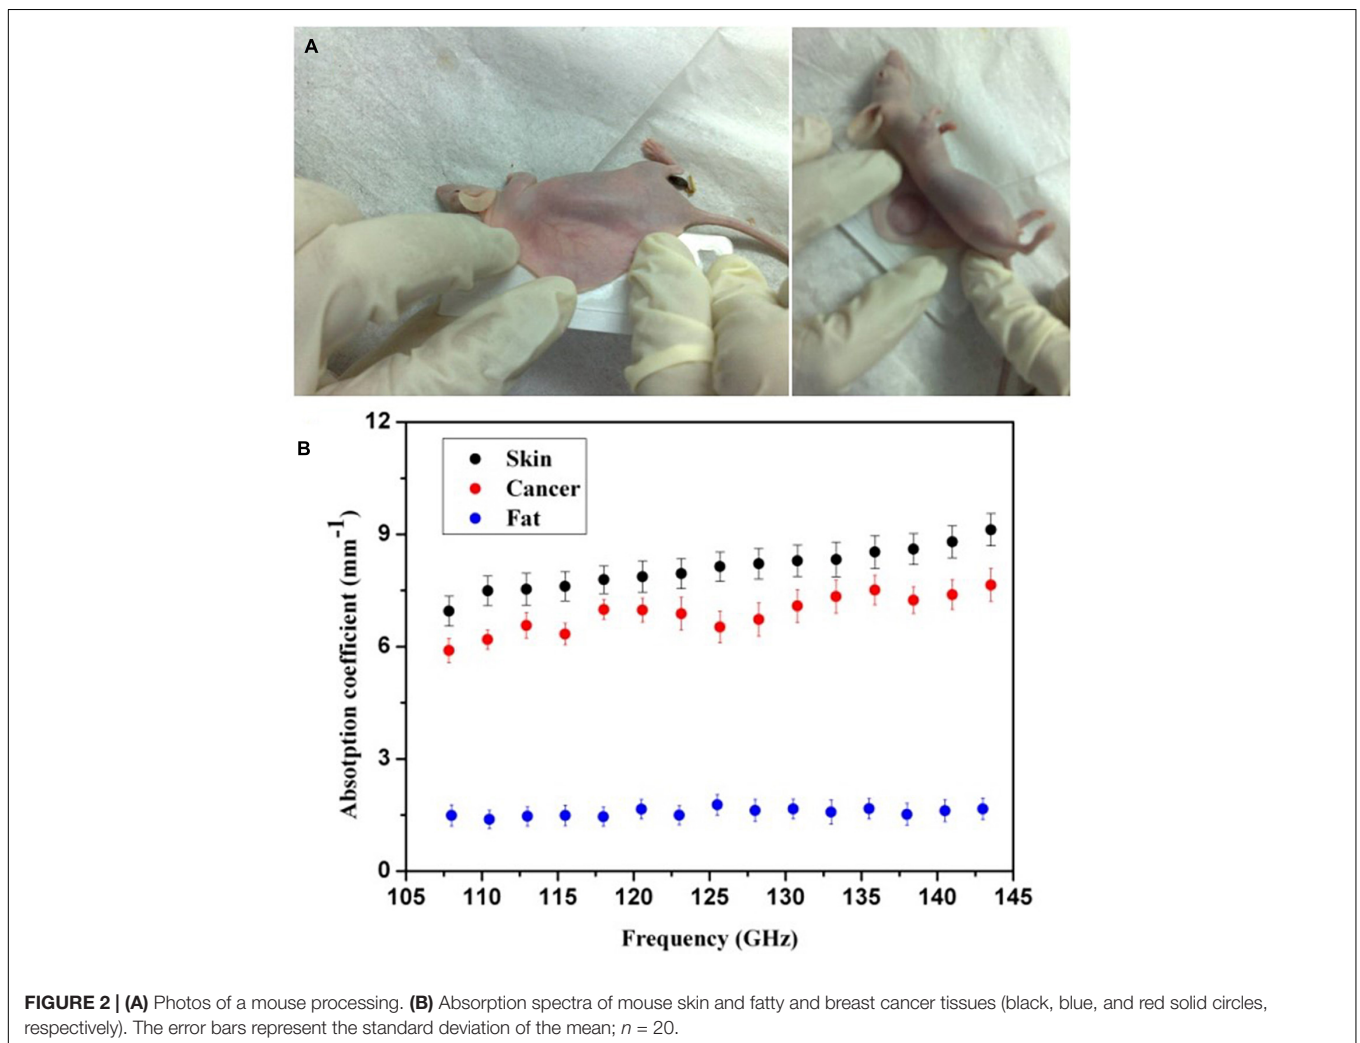 A
B
12
9
6
3
0
Skin
Cancer
Fat
Absotption coefficient (mm⁻¹)
105 110 115 120 125 130 135 140 145
Frequency (GHz)
FIGURE 2 | (A) Photos of a mouse processing. (B) Absorption spectra of mouse skin and fatty and breast cancer tissues (black, blue, and red solid circles,
respectively). The error bars represent the standard deviation of the mean; n = 20.